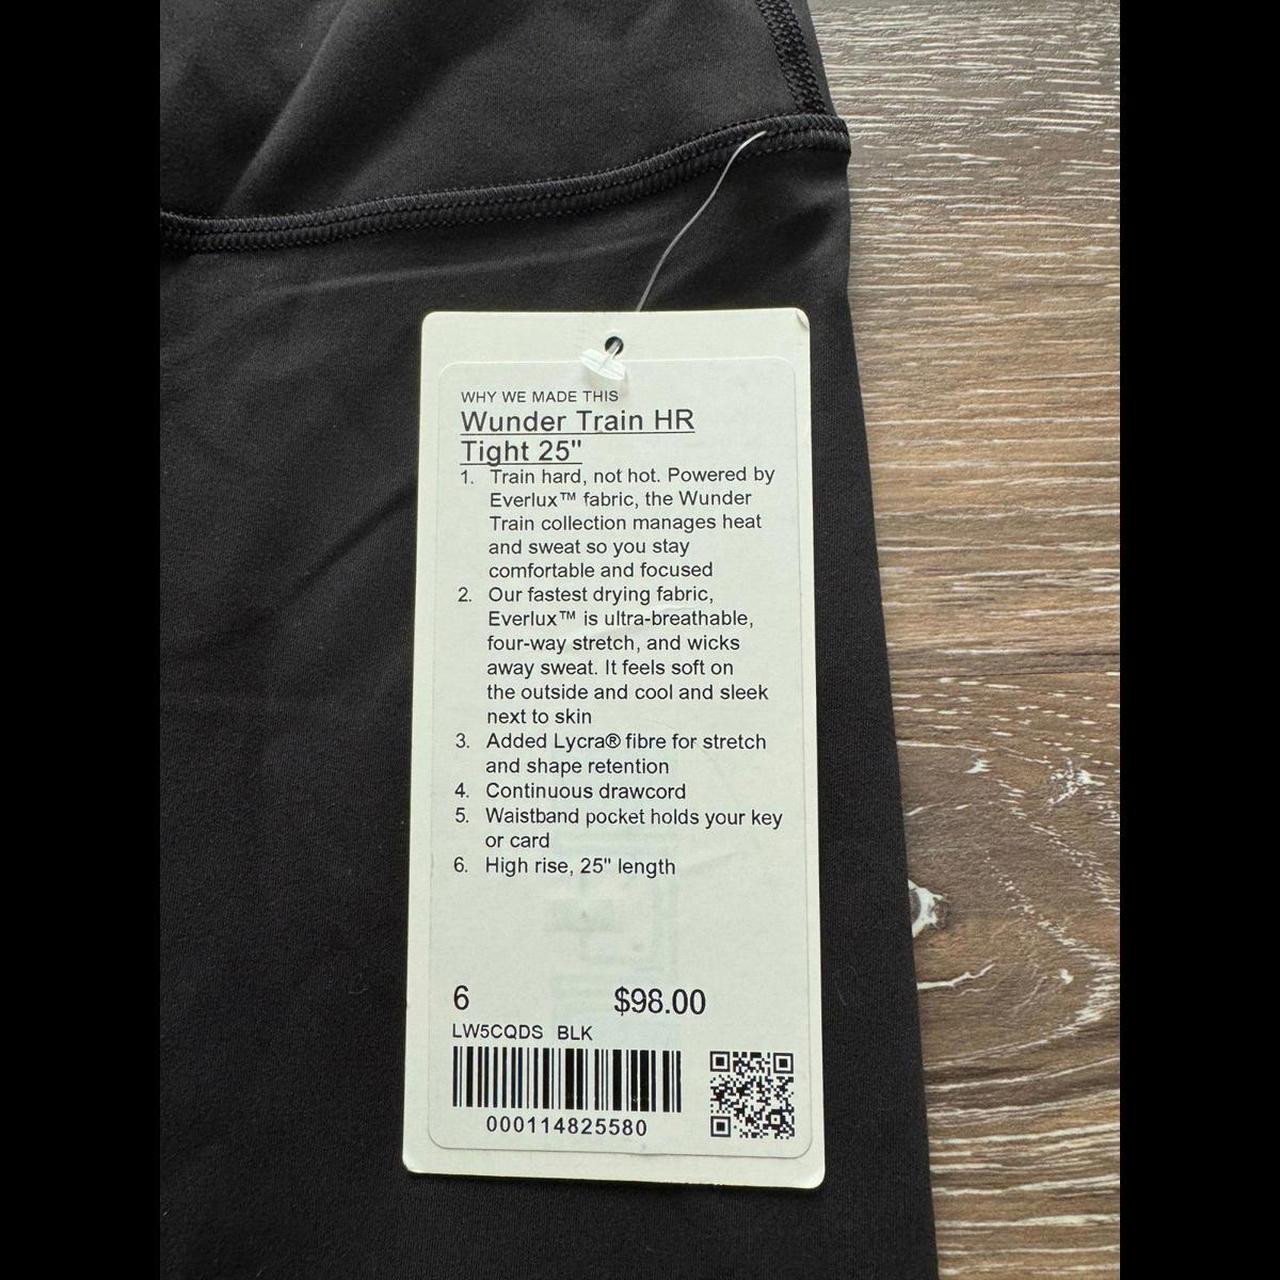 WHY WE MADE THIS
Wunder Train HR
Tight 25"
1. Train hard, not hot. Powered by
Everlux™ fabric, the Wunder
Train collection manages heat
and sweat so you stay
comfortable and focused
2. Our fastest drying fabric,
Everlux™ is ultra-breathable,
four-way stretch, and wicks
away sweat. It feels soft on
the outside and cool and sleek
next to skin
3. Added Lycra® fibre for stretch
and shape retention
4. Continuous drawcord
5. Waistband pocket holds your key
or card
6. High rise, 25" length
6 $98.00
LW5CQDS BLK
000114825580